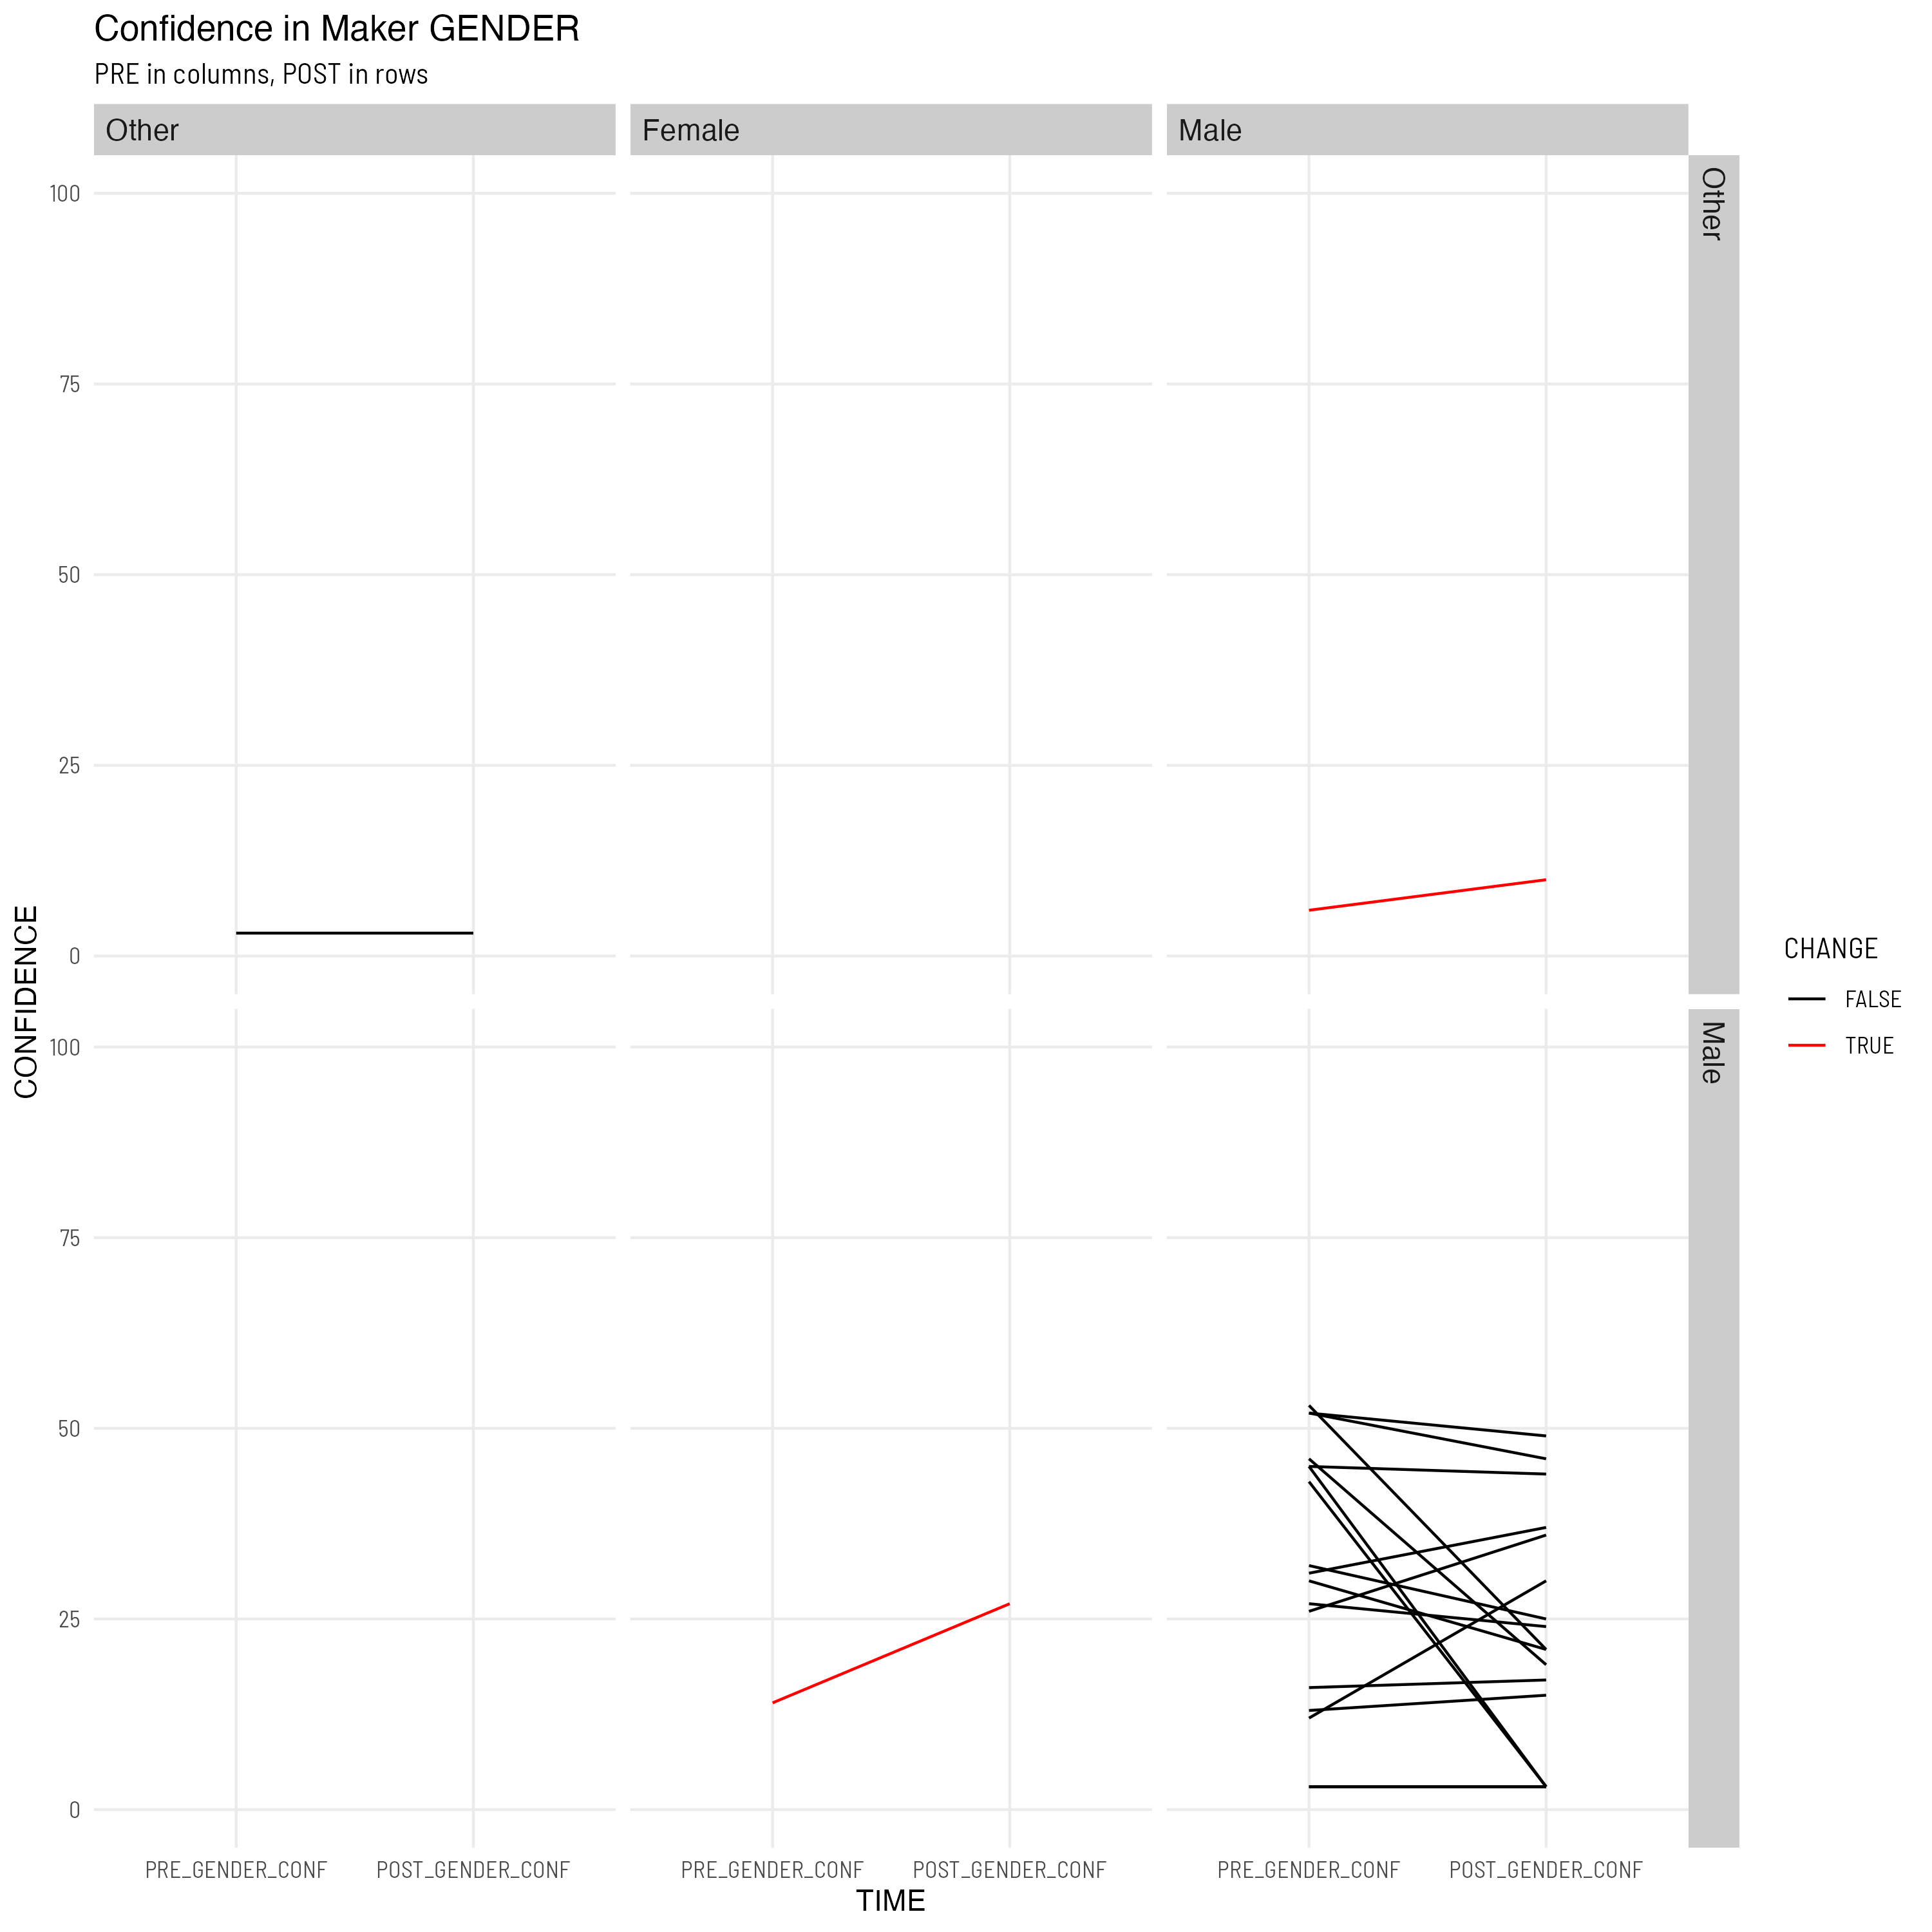 Confidence in Maker GENDER
PRE in columns, POST in rows
Other
Female
Male
Other
100
75
50
25
0
Male
100
75
50
25
0
CONFIDENCE
CHANGE
FALSE
TRUE
PRE_GENDER_CONF
POST_GENDER_CONF
PRE_GENDER_CONF
POST_GENDER_CONF
PRE_GENDER_CONF
POST_GENDER_CONF
TIME